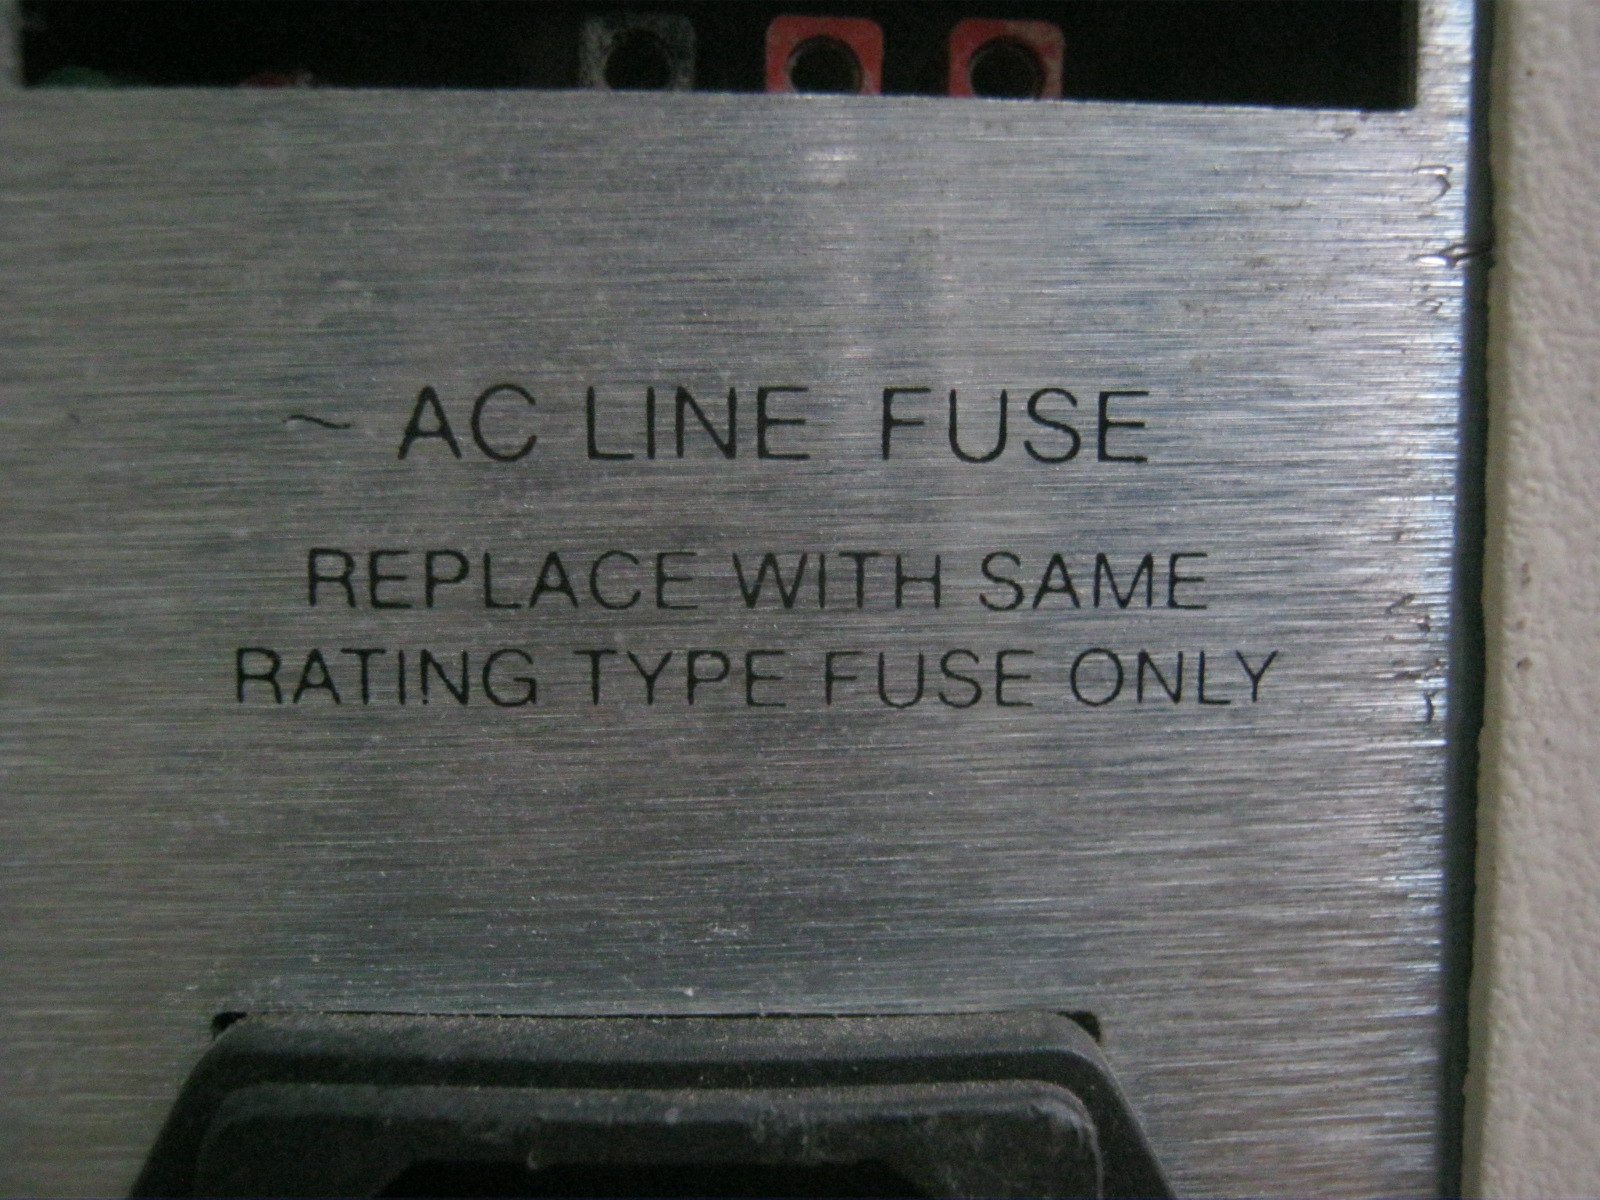 ~ AC LINE FUSE
REPLACE WITH SAME
RATING TYPE FUSE ONLY